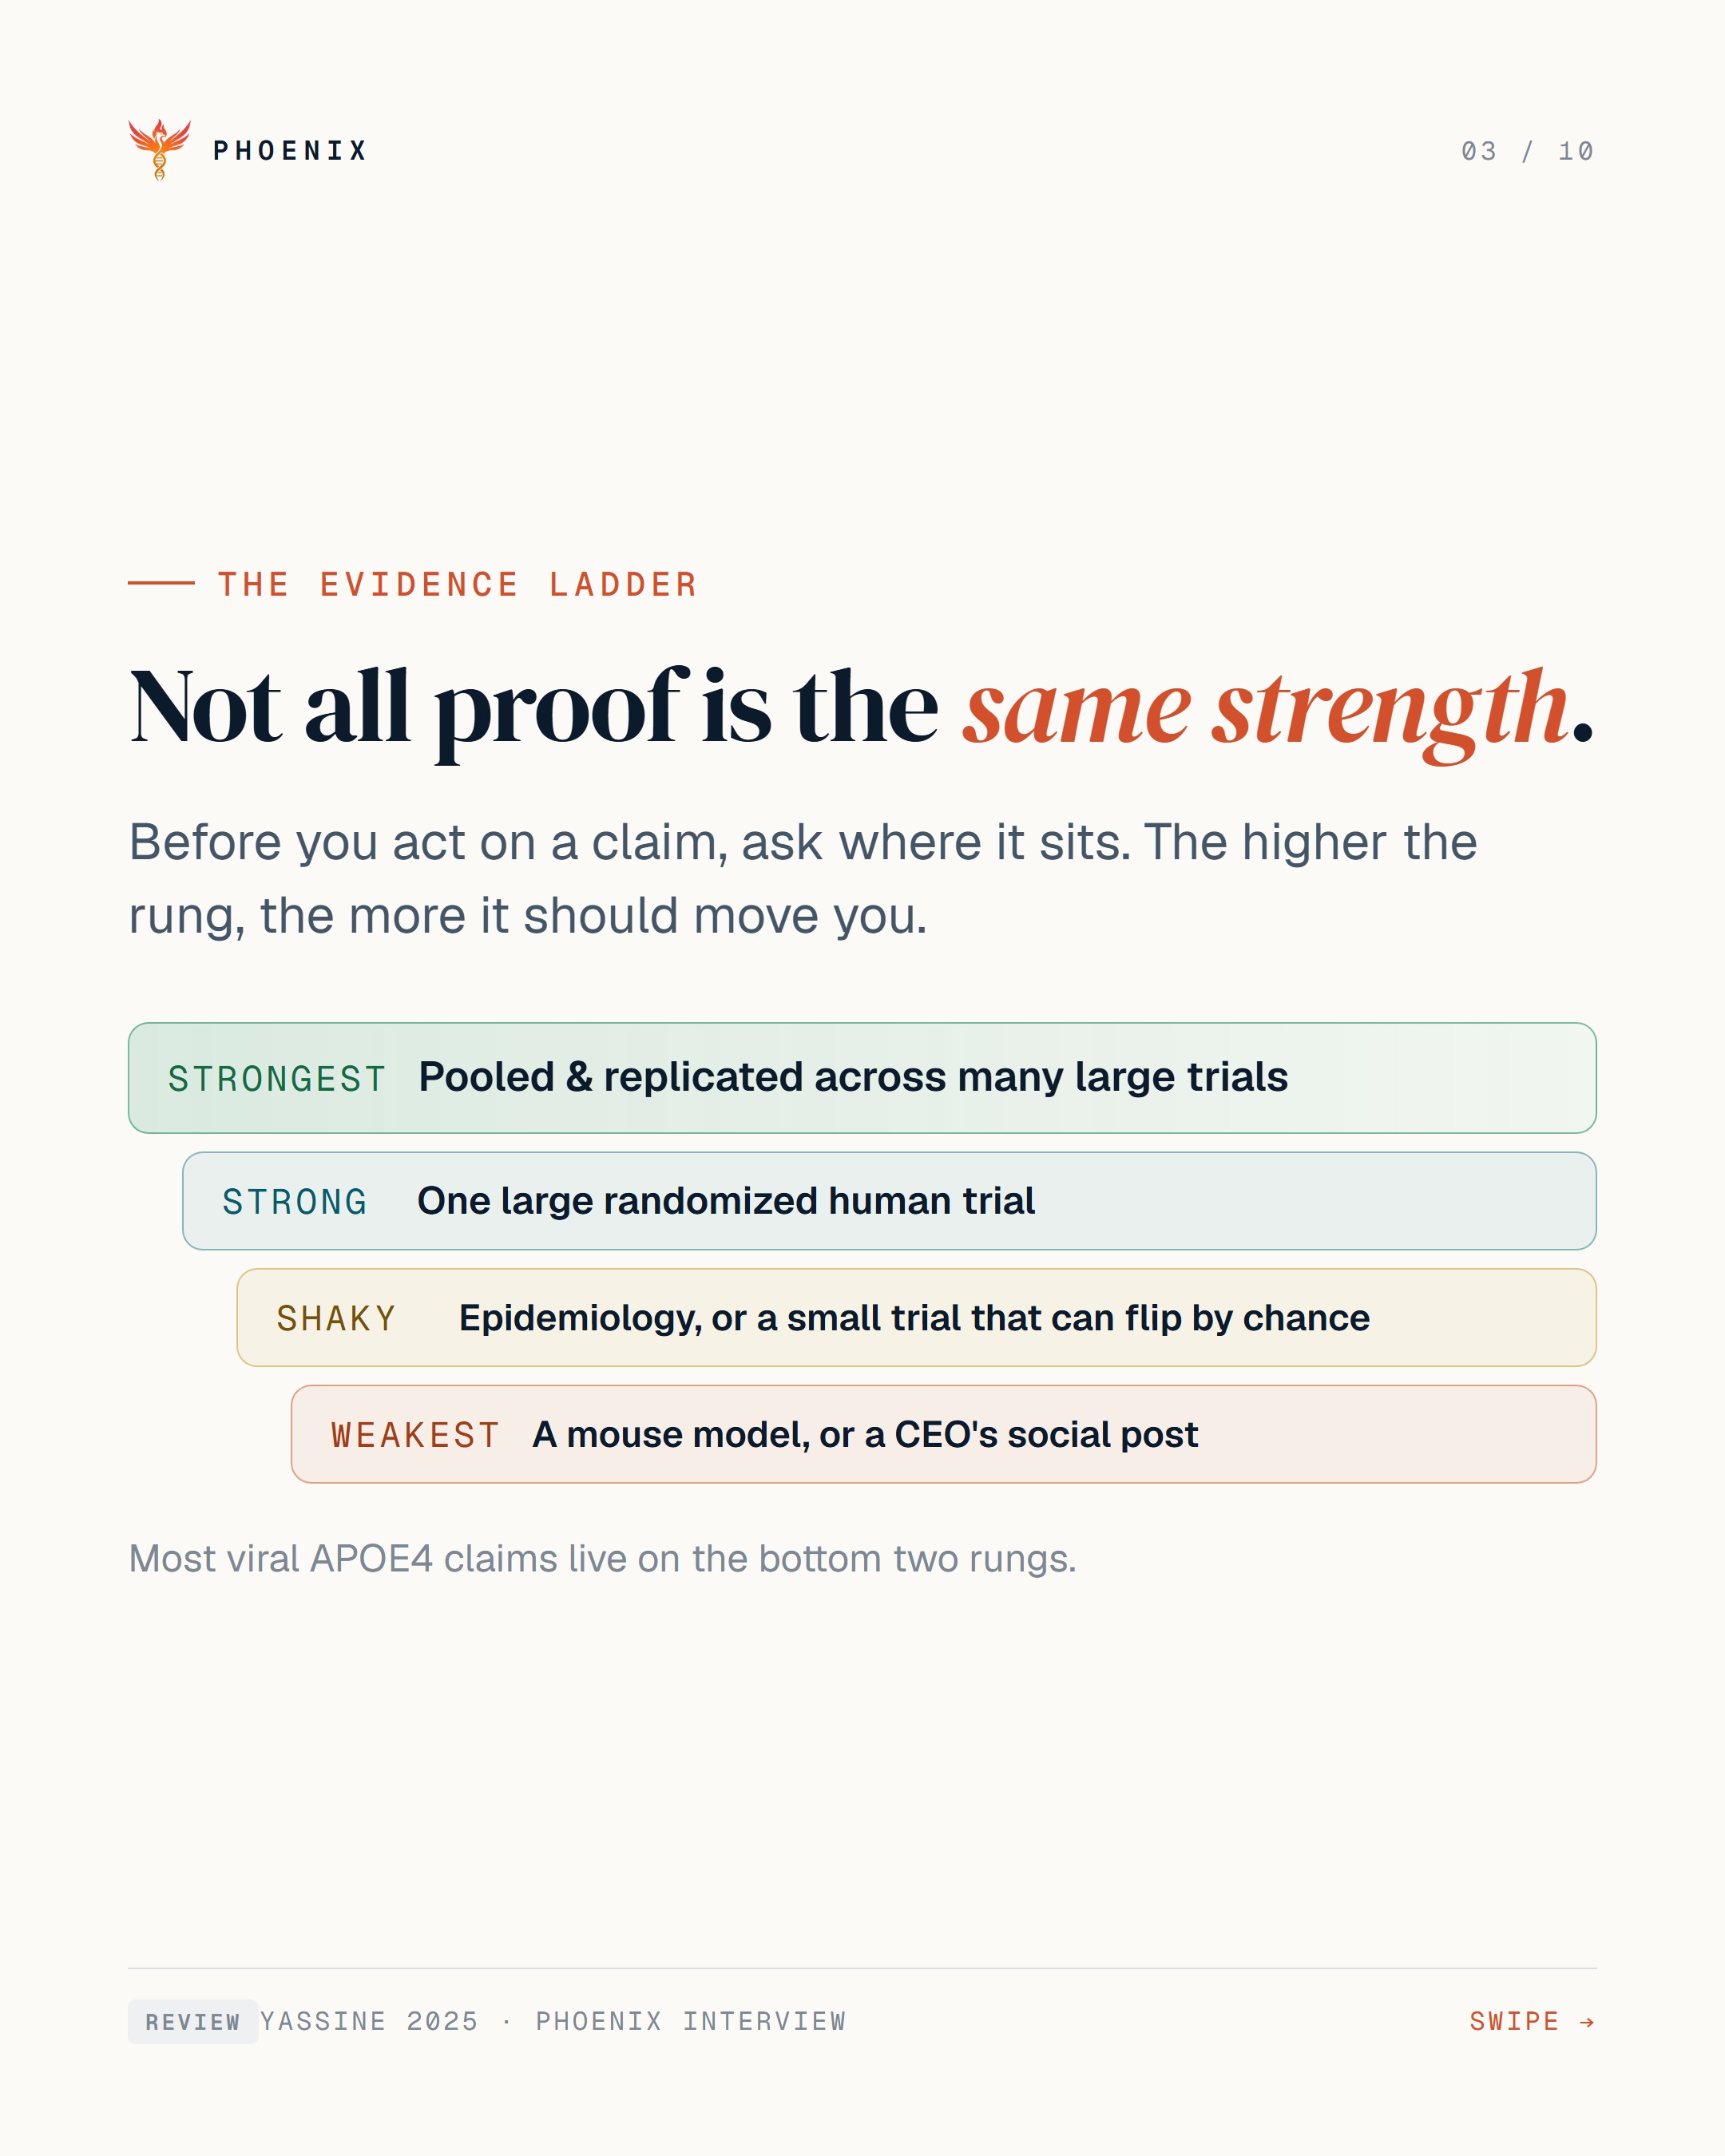 PHOENIX
03 / 10
THE EVIDENCE LADDER
Not all proof is the same strength.
Before you act on a claim, ask where it sits. The higher the
rung, the more it should move you.
STRONGEST Pooled & replicated across many large trials
STRONG One large randomized human trial
SHAKY Epidemiology, or a small trial that can flip by chance
WEAKEST A mouse model, or a CEO's social post
Most viral APOE4 claims live on the bottom two rungs.
REVIEW YASSINE 2025 · PHOENIX INTERVIEW
SWIPE →